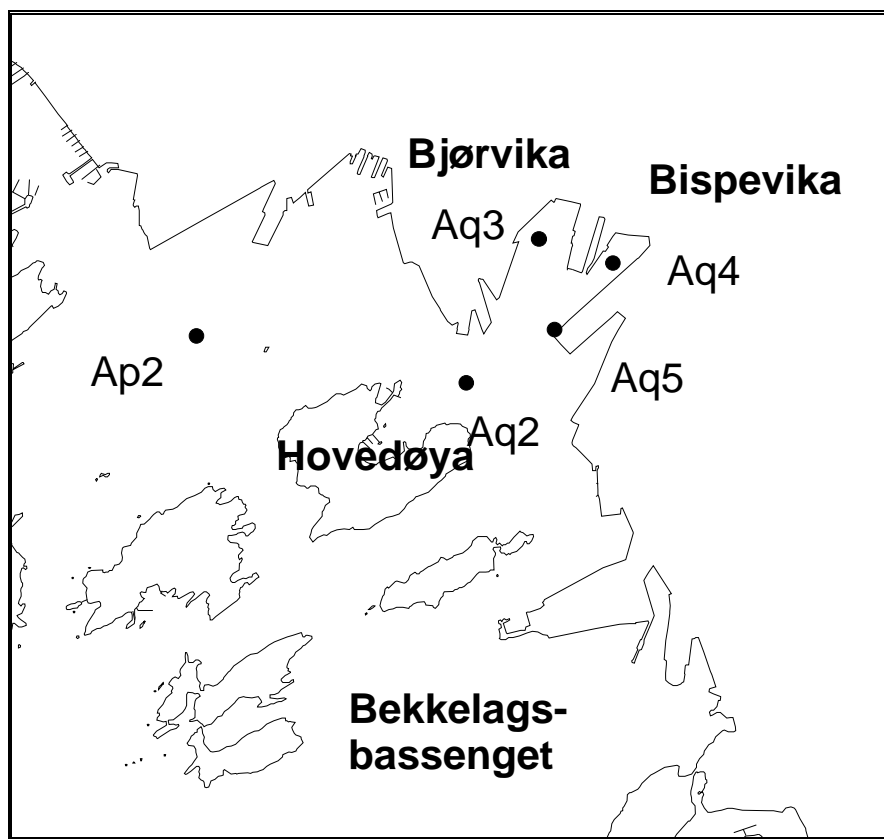 Bjørvika
Bispevika
Aq3
Aq4
Ap2
Aq5
Aq2
Hovedøya
Bekkelags-
bassenget